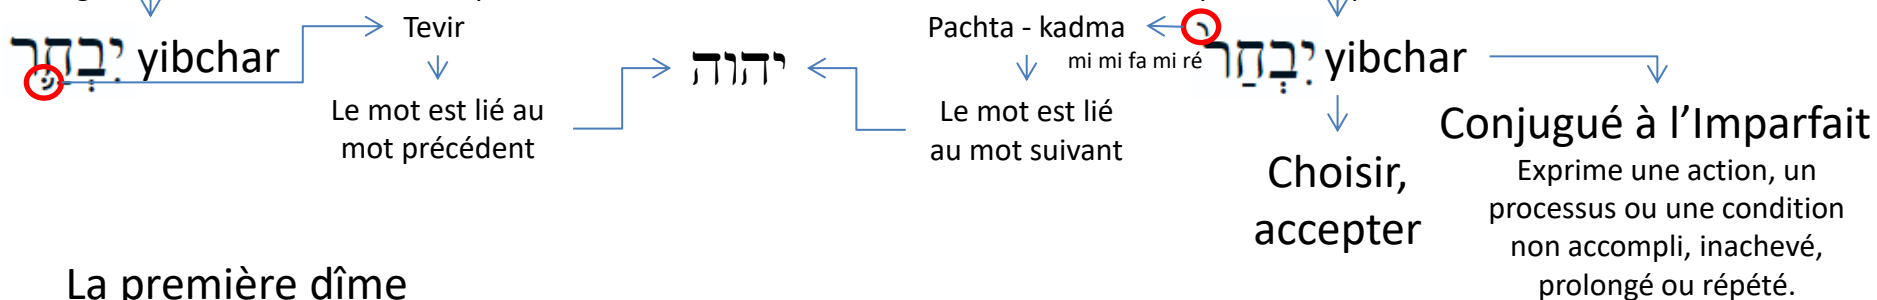 Tevir
Pachta - kadma
mi mi fa mi ré
יִבְחָר yibchar
יהוה
יִבְחַר yibchar
Le mot est lié au
mot précédent
Le mot est lié
au mot suivant
Choisir,
accepter
Conjugué à l’Imparfait
Exprime une action, un
processus ou une condition
non accompli, inachevé,
prolongé ou répété.
La première dîme